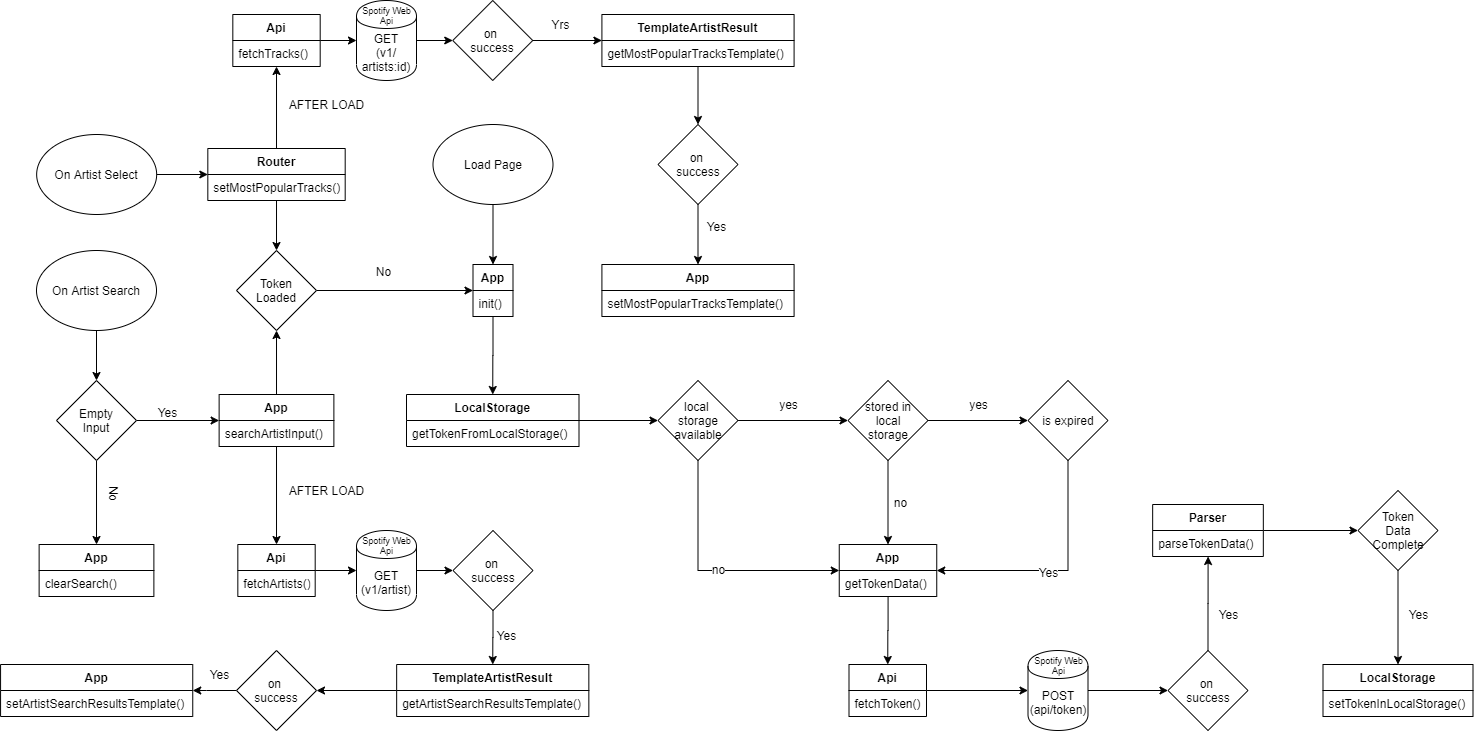 Api
fetchTracks()
Spotify Web
Api
GET
(v1/
artists:id)
on
success
Yrs
TemplateArtistResult
getMostPopularTracksTemplate()
AFTER LOAD
On Artist Select
Router
setMostPopularTracks()
Load Page
on
success
Yes
On Artist Search
Token
Loaded
No
App
init()
App
setMostPopularTracksTemplate()
Empty
Input
Yes
App
searchArtistInput()
LocalStorage
getTokenFromLocalStorage()
local
storage
available
yes
stored in
local
storage
yes
is expired
No
AFTER LOAD
no
App
clearSearch()
Api
fetchArtists()
Spotify Web
Api
GET
(v1/artist)
on
success
no
App
getTokenData()
Yes
Parser
parseTokenData()
Token
Data
Complete
Yes
Yes
Yes
App
setArtistSearchResultsTemplate()
Yes
on
success
TemplateArtistResult
getArtistSearchResultsTemplate()
Api
fetchToken()
Spotify Web
Api
POST
(api/token)
on
success
LocalStorage
setTokenInLocalStorage()